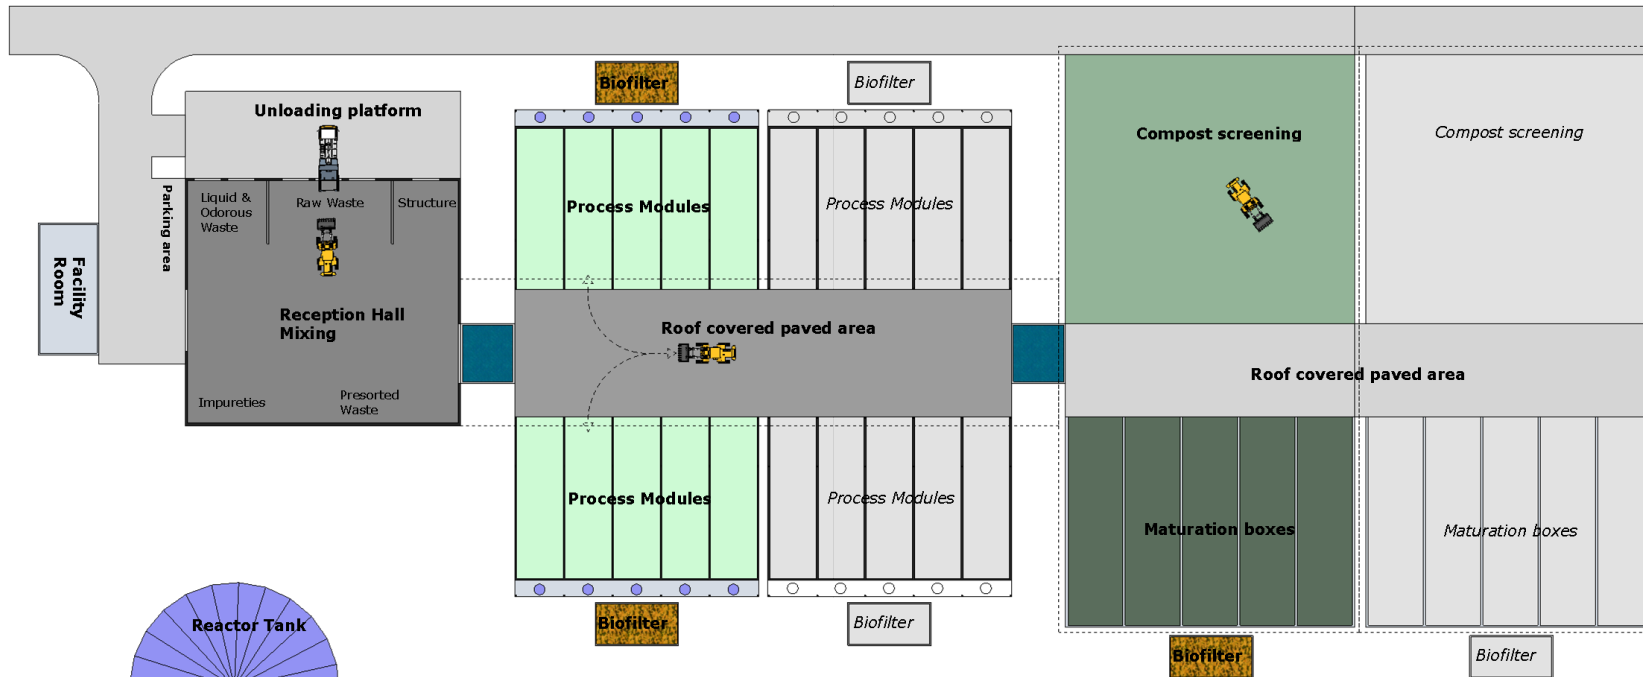 Biofilter
Biofilter
Unloading platform
Compost screening
Compost screening
Parking area
Liquid &
Odorous
Waste
Raw Waste
Structure
Process Modules
Process Modules
Facility
Room
Reception Hall
Mixing
Roof covered paved area
Roof covered paved area
Impureties
Presorted
Waste
Process Modules
Process Modules
Maturation boxes
Maturation boxes
Reactor Tank
Biofilter
Biofilter
Biofilter
Biofilter